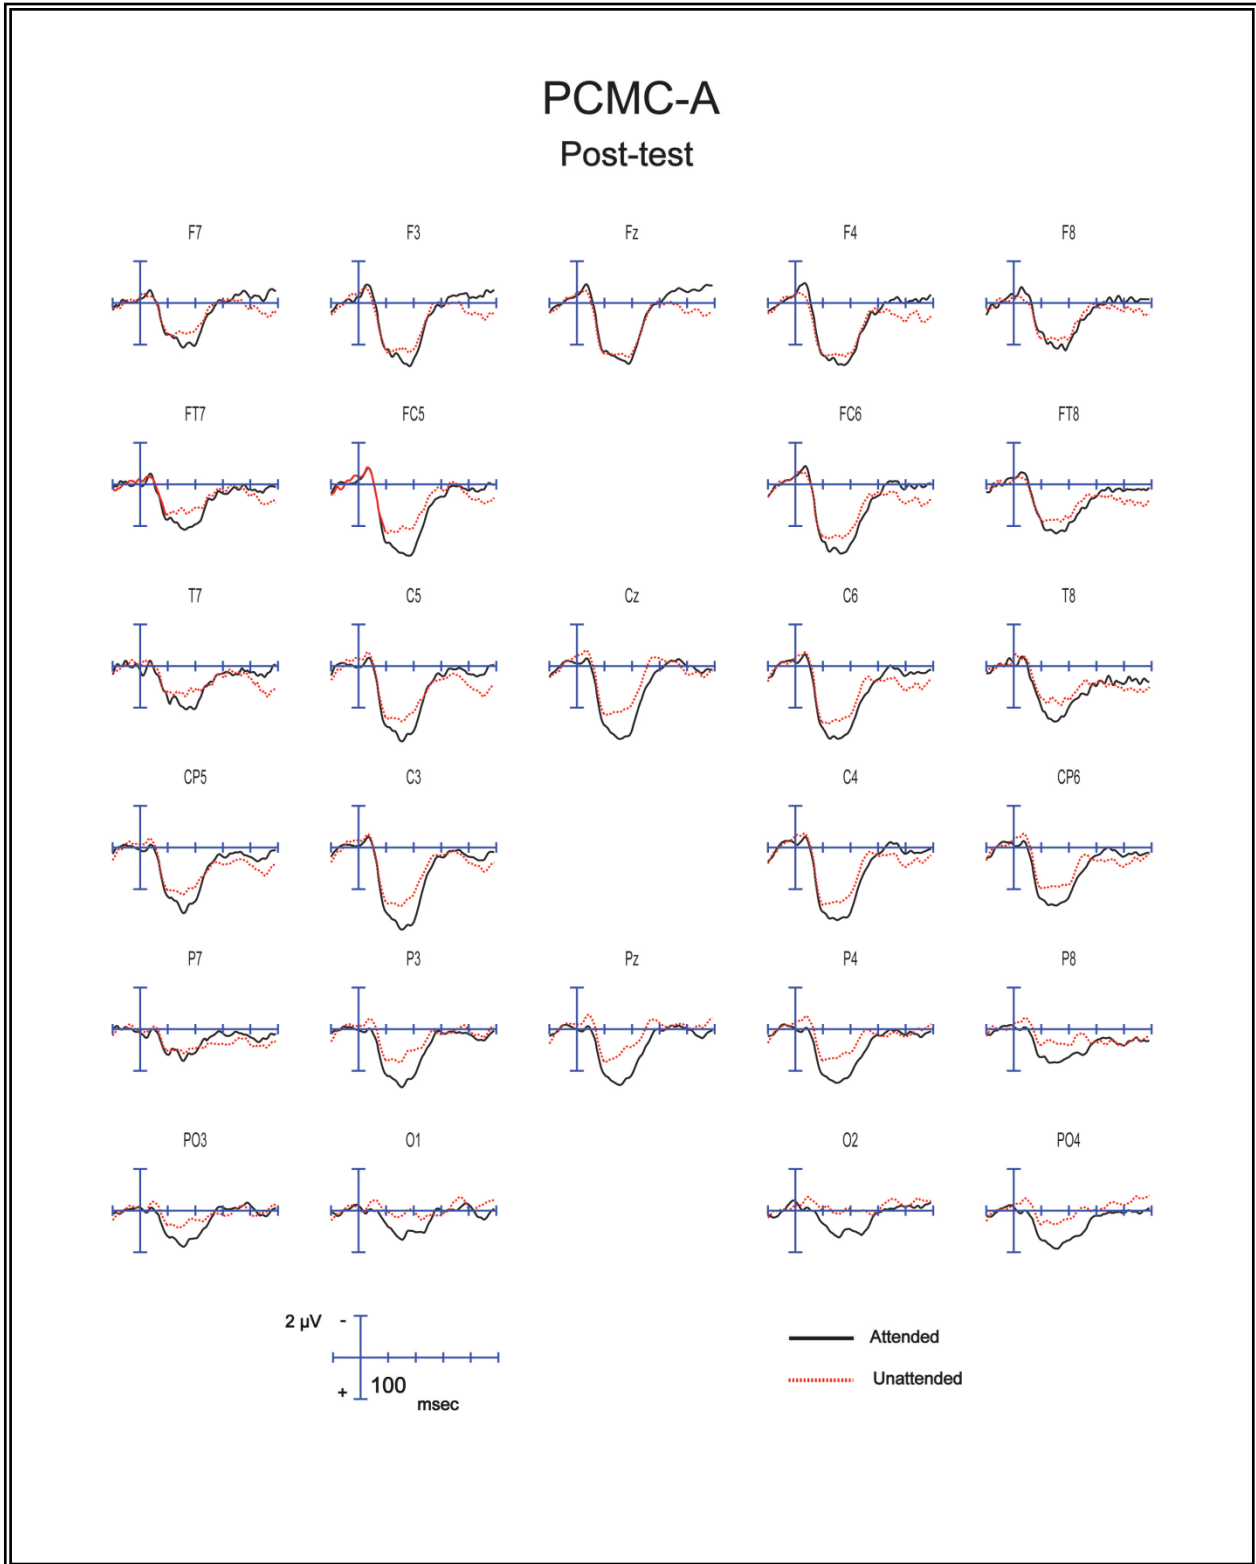 PCMC-A
Post-test
F7 F3 Fz F4 F8
FT7 FC5 FC6 FT8
T7 C5 Cz C6 T8
CP5 C3 C4 CP6
P7 P3 Pz P4 P8
PO3 O1 O2 PO4
2 µV -
+ 100
msec
Attended
Unattended